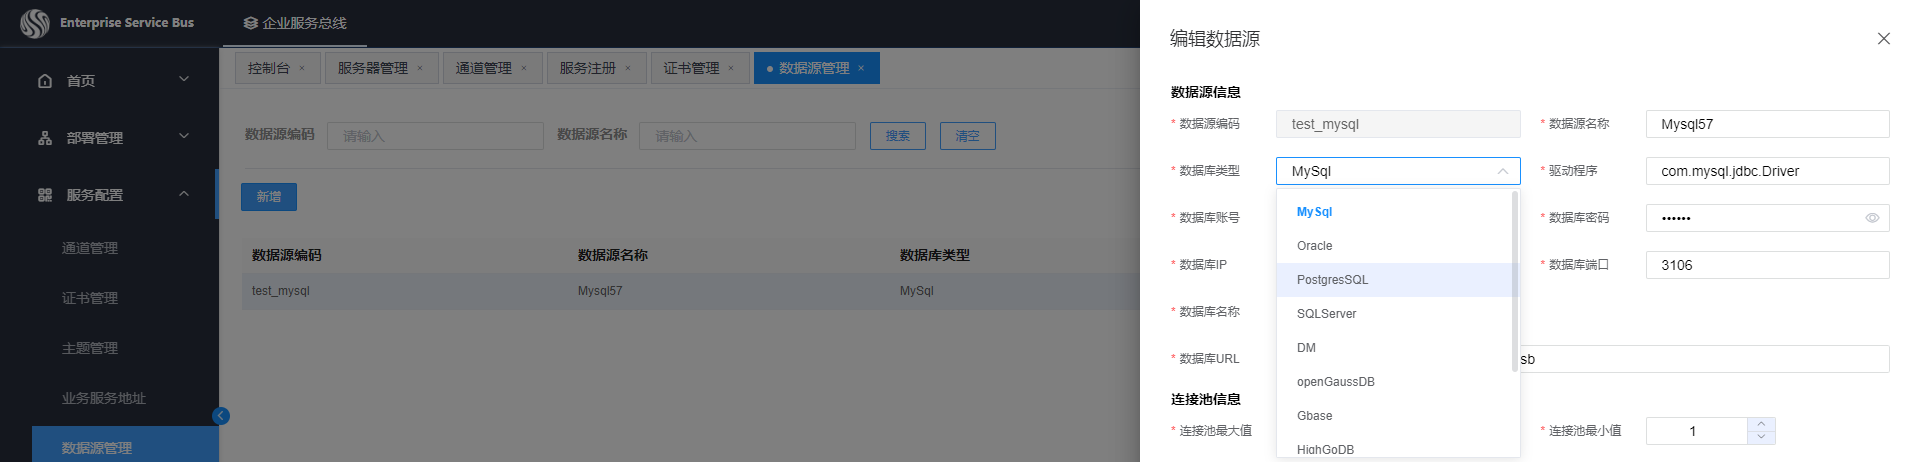 Enterprise Service Bus
企业服务总线
首页
部署管理
服务配置
通道管理
证书管理
主题管理
业务服务地址
数据源管理
控制台 × 服务器管理 × 通道管理 × 服务注册 × 证书管理 × 数据源管理 ×
数据源编码 请输入 数据源名称 请输入 搜索 清空
新增
数据源编码 数据源名称 数据库类型
test_mysql Mysql57 MySql
编辑数据源
数据源信息
* 数据源编码 test_mysql * 数据源名称 Mysql57
* 数据库类型 MySql * 驱动程序 com.mysql.jdbc.Driver
* 数据库账号 * 数据库密码 ••••••
* 数据库IP * 数据库端口 3106
* 数据库名称
* 数据库URL sb
MySql
Oracle
PostgresSQL
SQLServer
DM
openGaussDB
Gbase
HighGoDB
连接池信息
* 连接池最大值 * 连接池最小值 1